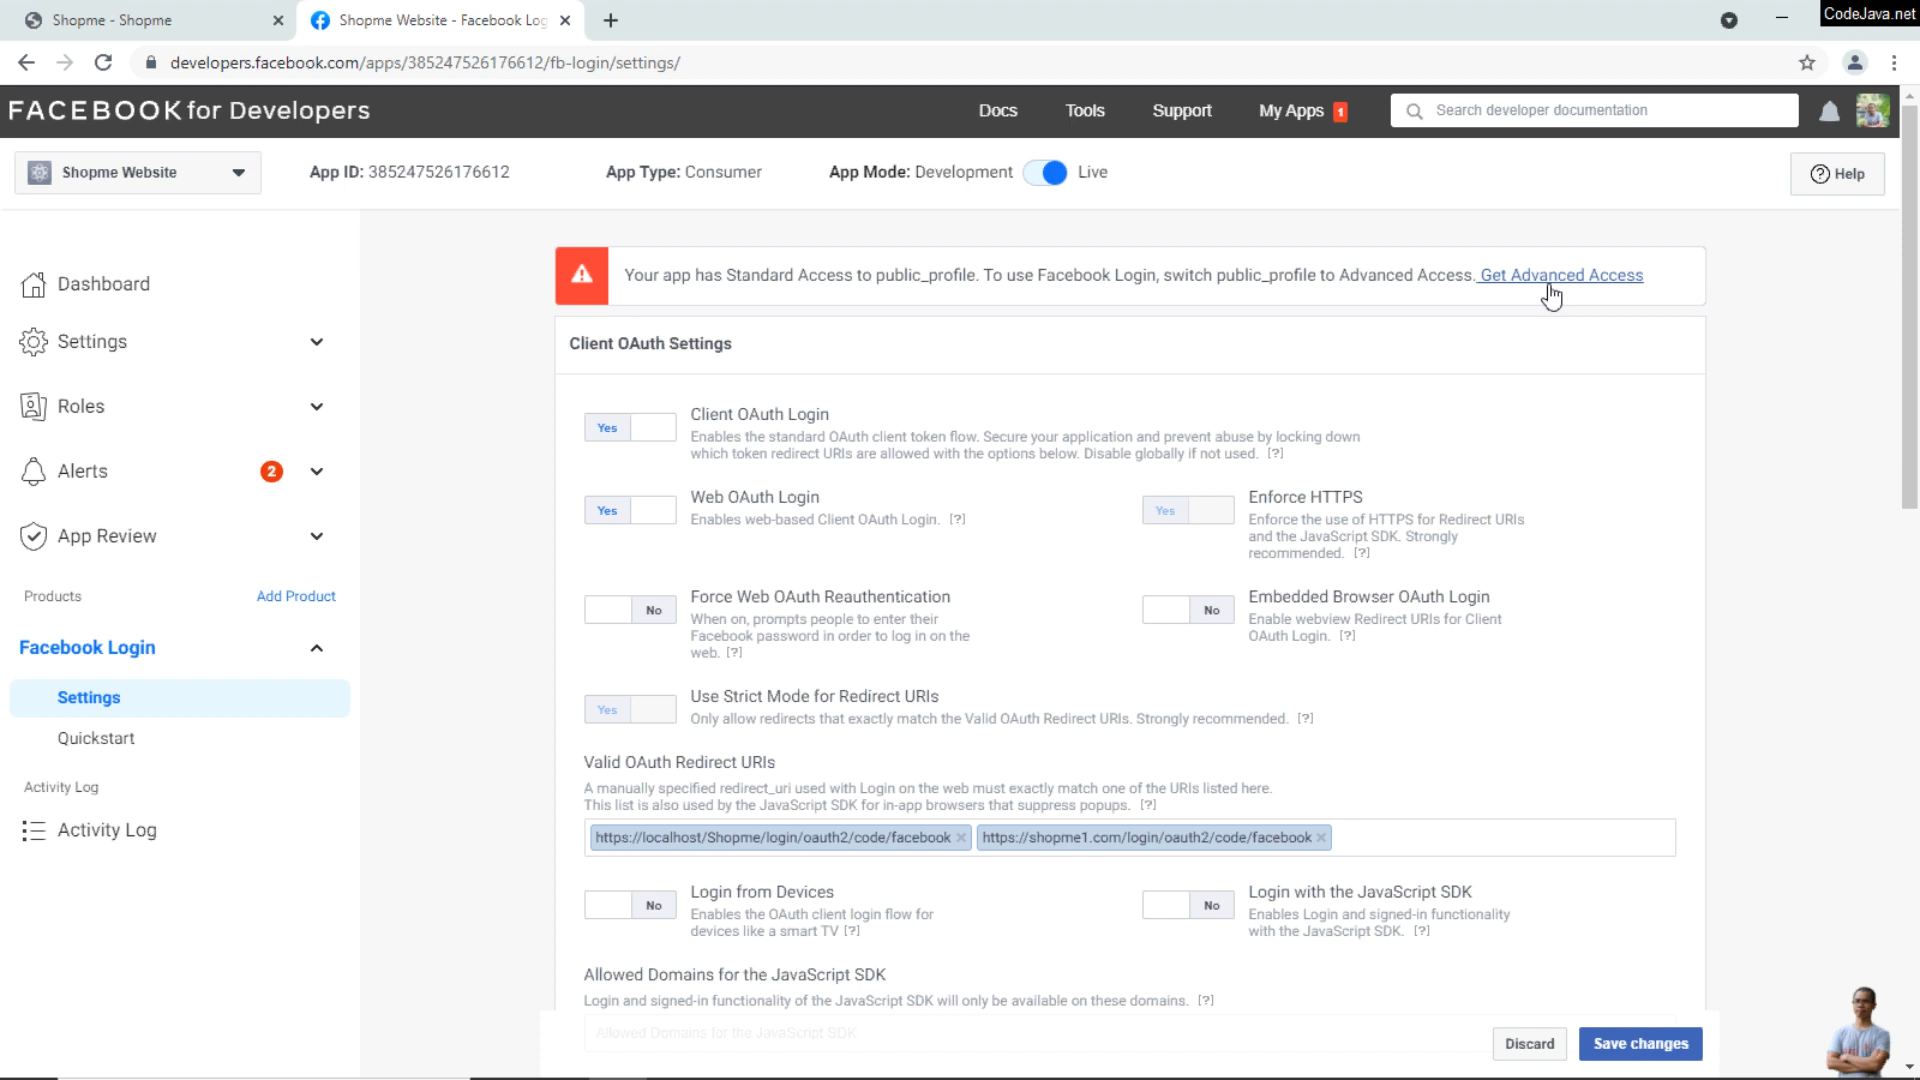 Shopme - Shopme
Shopme Website - Facebook Log
CodeJava.net
developers.facebook.com/apps/385247526176612/fb-login/settings/
FACEBOOK for Developers
Docs
Tools
Support
My Apps 1
Search developer documentation
Shopme Website
App ID: 385247526176612
App Type: Consumer
App Mode: Development
Live
Help
Dashboard
Settings
Roles
Alerts 2
App Review
Products
Add Product
Facebook Login
Settings
Quickstart
Activity Log
Activity Log
Your app has Standard Access to public_profile. To use Facebook Login, switch public_profile to Advanced Access. Get Advanced Access
Client OAuth Settings
Yes
Client OAuth Login
Enables the standard OAuth client token flow. Secure your application and prevent abuse by locking down
which token redirect URIs are allowed with the options below. Disable globally if not used. [?]
Yes
Web OAuth Login
Enables web-based Client OAuth Login. [?]
Yes
Enforce HTTPS
Enforce the use of HTTPS for Redirect URIs
and the JavaScript SDK. Strongly
recommended. [?]
No
Force Web OAuth Reauthentication
When on, prompts people to enter their
Facebook password in order to log in on the
web. [?]
No
Embedded Browser OAuth Login
Enable webview Redirect URIs for Client
OAuth Login. [?]
Yes
Use Strict Mode for Redirect URIs
Only allow redirects that exactly match the Valid OAuth Redirect URIs. Strongly recommended. [?]
Valid OAuth Redirect URIs
A manually specified redirect_uri used with Login on the web must exactly match one of the URIs listed here.
This list is also used by the JavaScript SDK for in-app browsers that suppress popups. [?]
https://localhost/Shopme/login/oauth2/code/facebook
https://shopme1.com/login/oauth2/code/facebook
No
Login from Devices
Enables the OAuth client login flow for
devices like a smart TV [?]
No
Login with the JavaScript SDK
Enables Login and signed-in functionality
with the JavaScript SDK. [?]
Allowed Domains for the JavaScript SDK
Login and signed-in functionality of the JavaScript SDK will only be available on these domains. [?]
Allowed Domains for the JavaScript SDK
Discard
Save changes